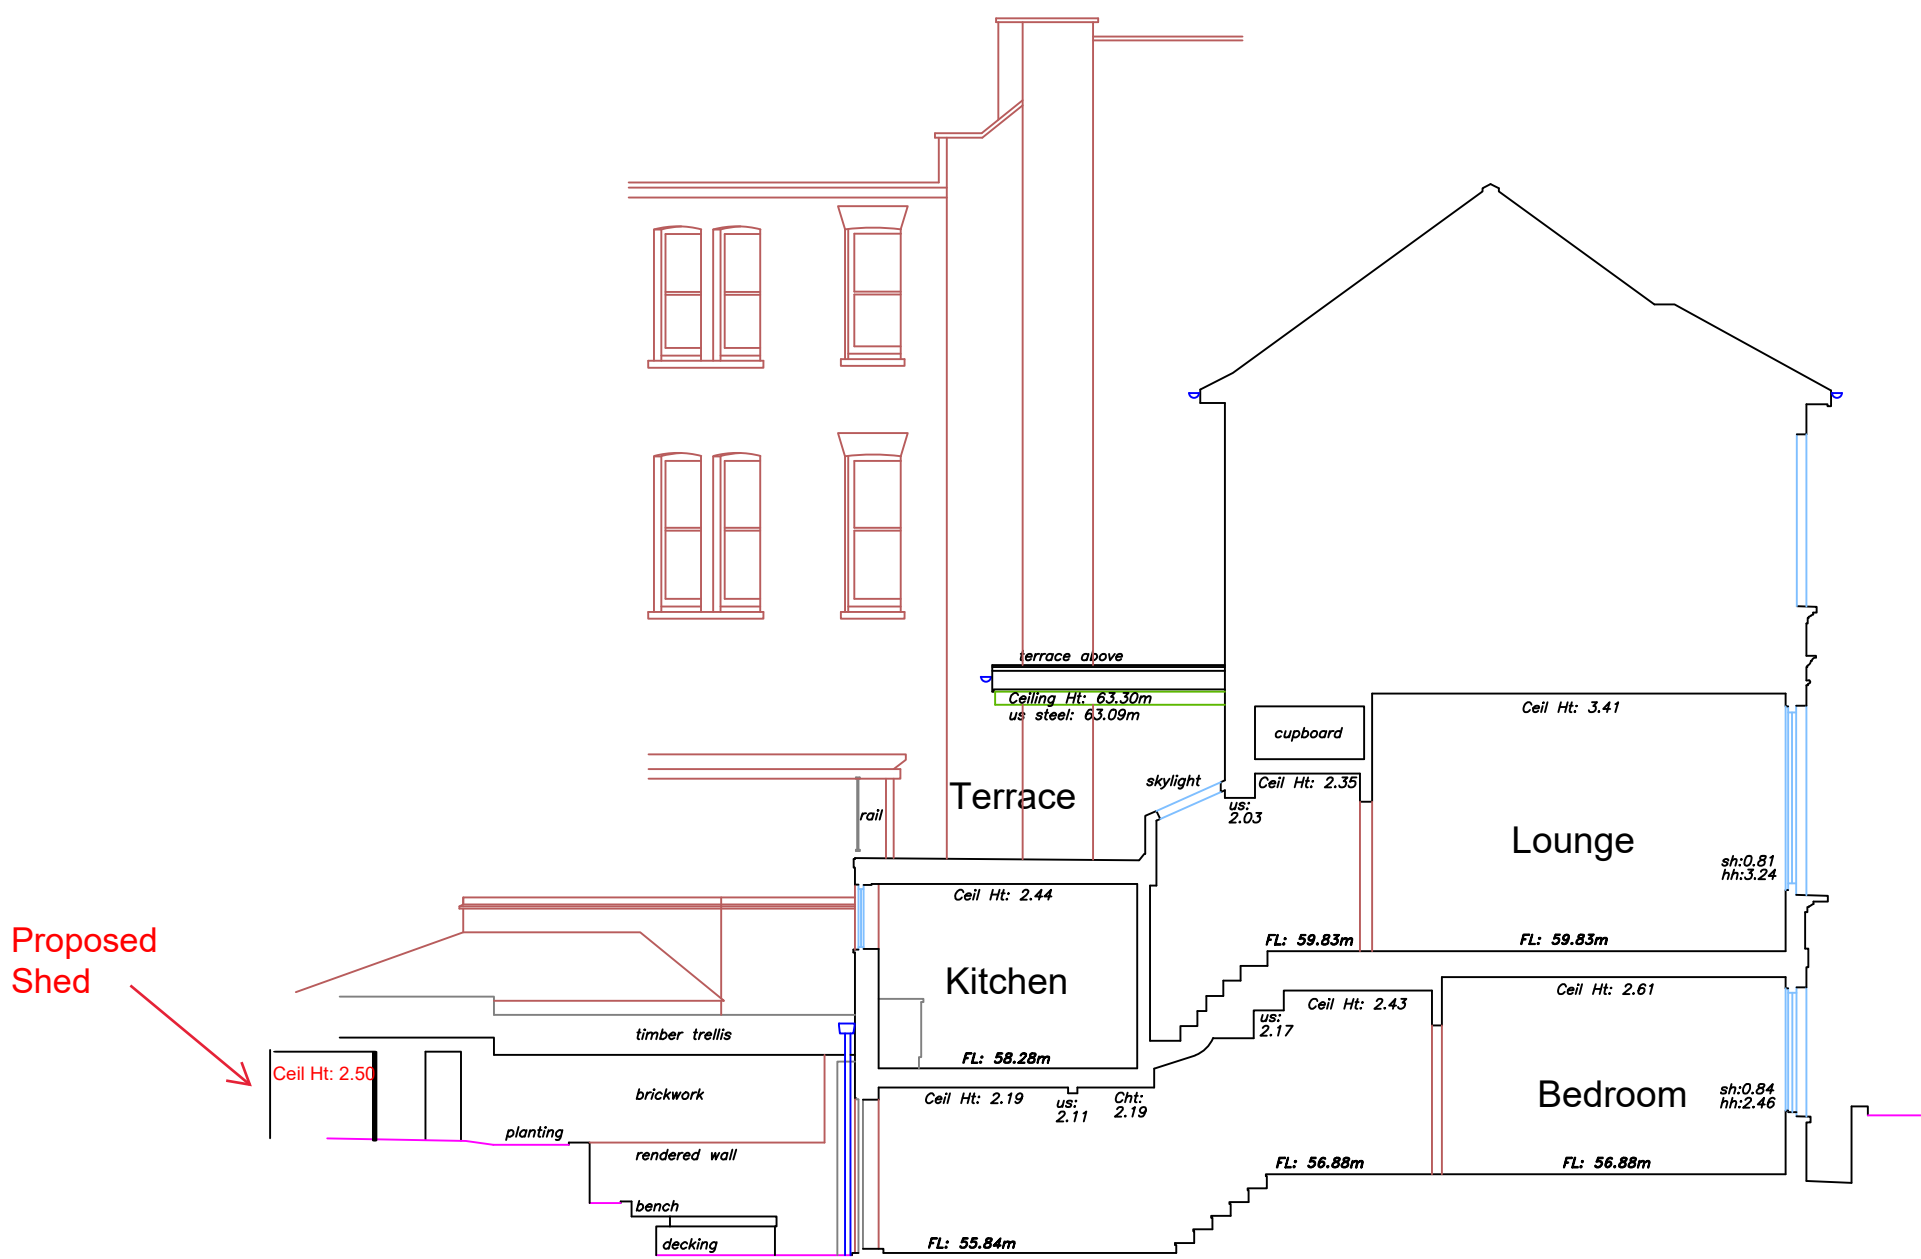 terrace above
Ceiling Ht: 63.30m
us steel: 63.09m
Ceil Ht: 3.41
cupboard
skylight
Ceil Ht: 2.35
Terrace
us:
2.03
rail
Lounge
sh:0.81
hh:3.24
Ceil Ht: 2.44
Proposed
Shed
FL: 59.83m
FL: 59.83m
Kitchen
Ceil Ht: 2.61
Ceil Ht: 2.43
us:
2.17
timber trellis
FL: 58.28m
Ceil Ht: 2.50
brickwork
Ceil Ht: 2.19
us:
2.11
Cht:
2.19
Bedroom
sh:0.84
hh:2.46
planting
rendered wall
FL: 56.88m
FL: 56.88m
bench
decking
FL: 55.84m